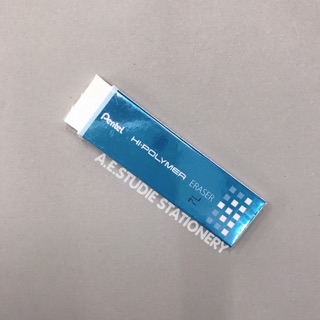 Pentel
HI-POLYMER ERASER
A.E.STUDIE STATIONERY